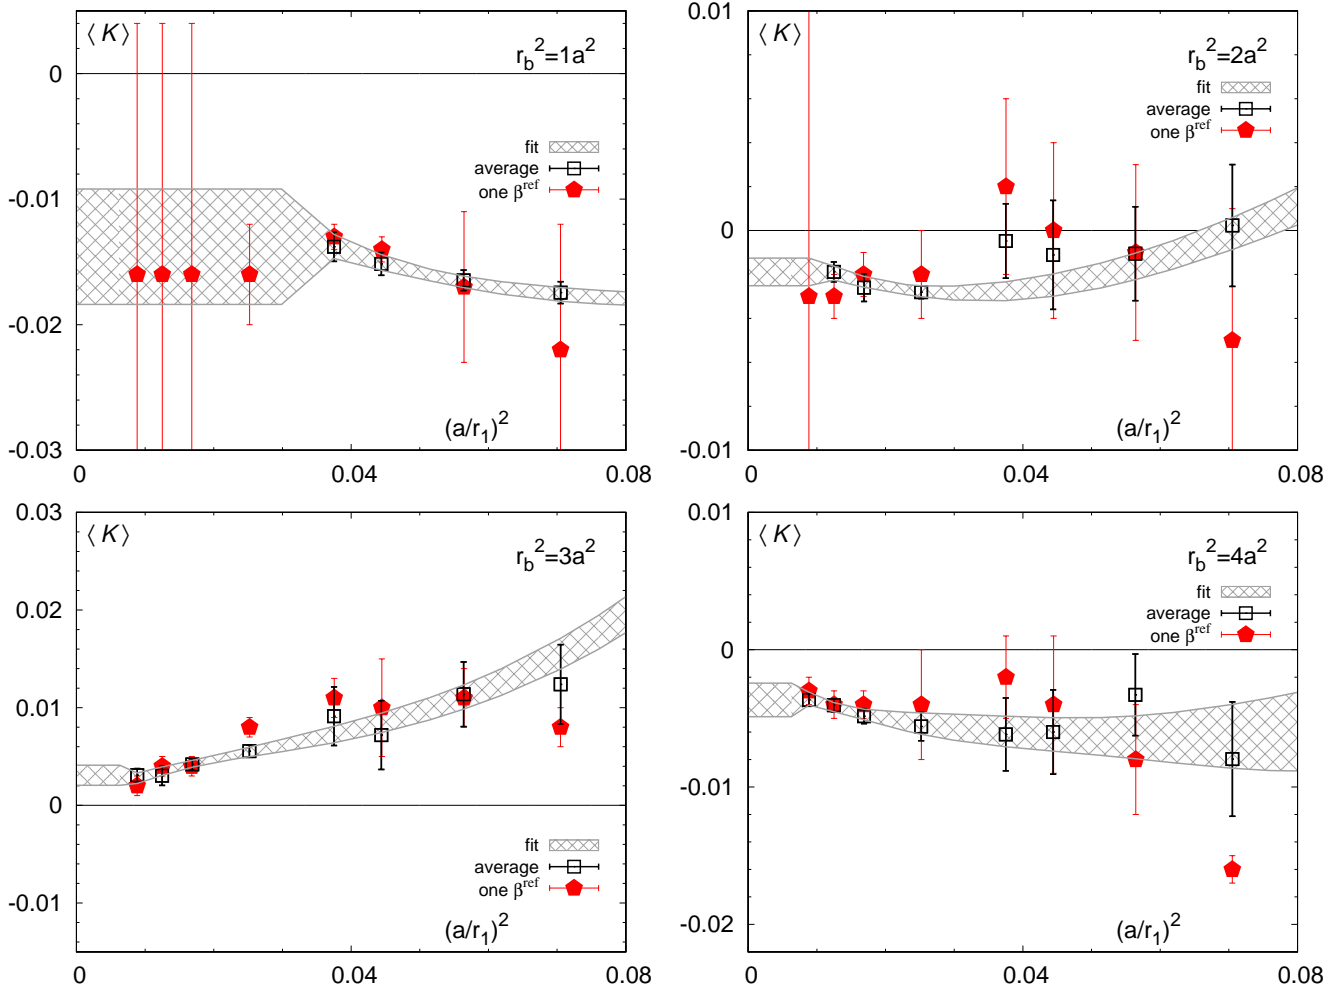 ⟨ K ⟩
r_b^2=1a^2
fit
average
one β^ref
(a/r_1)^2
0
-0.01
-0.02
-0.03
0 0.04 0.08
⟨ K ⟩
r_b^2=2a^2
fit
average
one β^ref
(a/r_1)^2
0.01
0
-0.01
0 0.04 0.08
⟨ K ⟩
r_b^2=3a^2
fit
average
one β^ref
(a/r_1)^2
0.03
0.02
0.01
0
-0.01
0 0.04 0.08
⟨ K ⟩
r_b^2=4a^2
fit
average
one β^ref
(a/r_1)^2
0.01
0
-0.01
-0.02
0 0.04 0.08